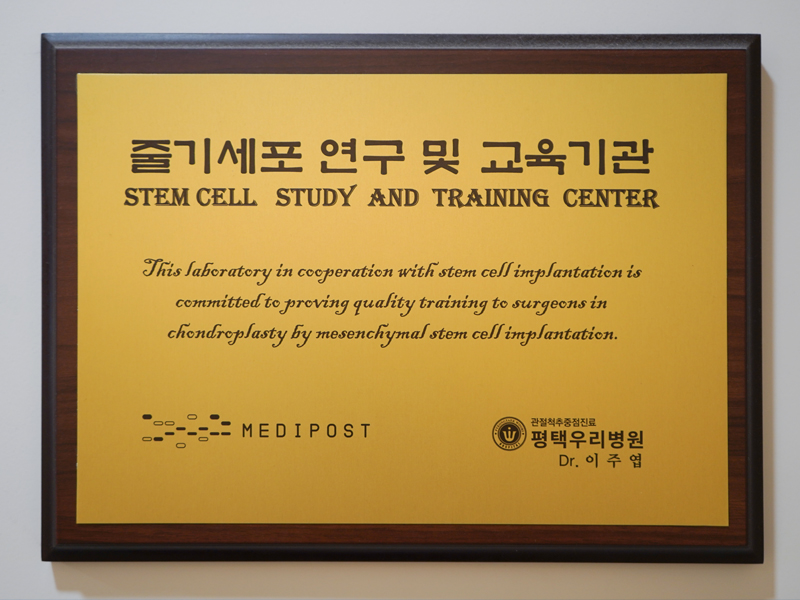 줄기세포 연구 및 교육기관
STEM CELL STUDY AND TRAINING CENTER
This laboratory in cooperation with stem cell implantation is
committed to proving quality training to surgeons in
chondroplasty by mesenchymal stem cell implantation.
MEDIPOST
관절척추중점진료
평택우리병원
Dr. 이 주 엽